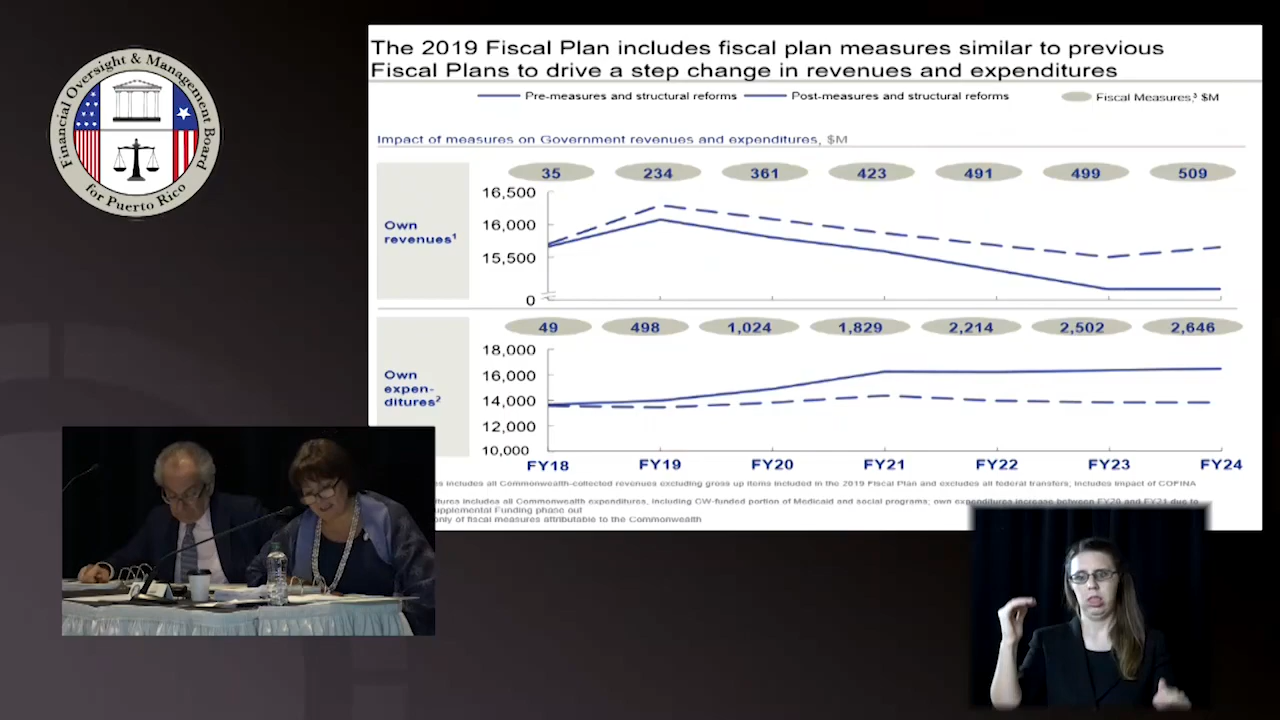 Financial Oversight & Management Board
for Puerto Rico
The 2019 Fiscal Plan includes fiscal plan measures similar to previous
Fiscal Plans to drive a step change in revenues and expenditures
Pre-measures and structural reforms Post-measures and structural reforms Fiscal Measures,³ $M
Impact of measures on Government revenues and expenditures, $M
35 234 361 423 491 499 509
16,500
16,000
15,500
0
Own
revenues¹
49 498 1,024 1,829 2,214 2,502 2,646
18,000
16,000
14,000
12,000
10,000
Own
expen-
ditures²
FY18 FY19 FY20 FY21 FY22 FY23 FY24
includes all Commonwealth-collected revenues excluding gross up items included in the 2019 Fiscal Plan and excludes all federal transfers; includes impact of COFINA
includes all Commonwealth expenditures, including CW-funded portion of Medicaid and social programs; own expenditures increase between FY20 and FY21 due to
Funding phase out
only of fiscal measures attributable to the Commonwealth